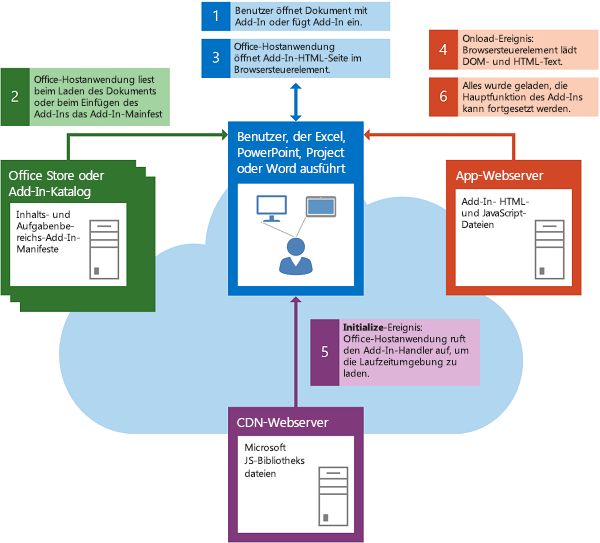 1
Benutzer öffnet Dokument mit
Add-In oder fügt Add-In ein.
3
Office-Hostanwendung
öffnet Add-In-HTML-Seite im
Browsersteuerelement.
4
Onload-Ereignis:
Browsersteuerelement lädt
DOM- und HTML-Text.
2
Office-Hostanwendung liest
beim Laden des Dokuments
oder beim Einfügen des
Add-Ins das Add-In-Mainfest
6
Alles wurde geladen, die
Hauptfunktion des Add-Ins
kann fortgesetzt werden.
Benutzer, der Excel,
PowerPoint, Project
oder Word ausführt
Office Store oder
Add-In-Katalog
Inhalts- und
Aufgabenbe-
reichs-Add-In-
Manifeste
App-Webserver
Add-In- HTML-
und JavaScript-
Dateien
5
Initialize-Ereignis:
Office-Hostanwendung ruft
den Add-In-Handler auf, um
die Laufzeitumgebung zu
laden.
CDN-Webserver
Microsoft
JS-Bibliotheks
dateien